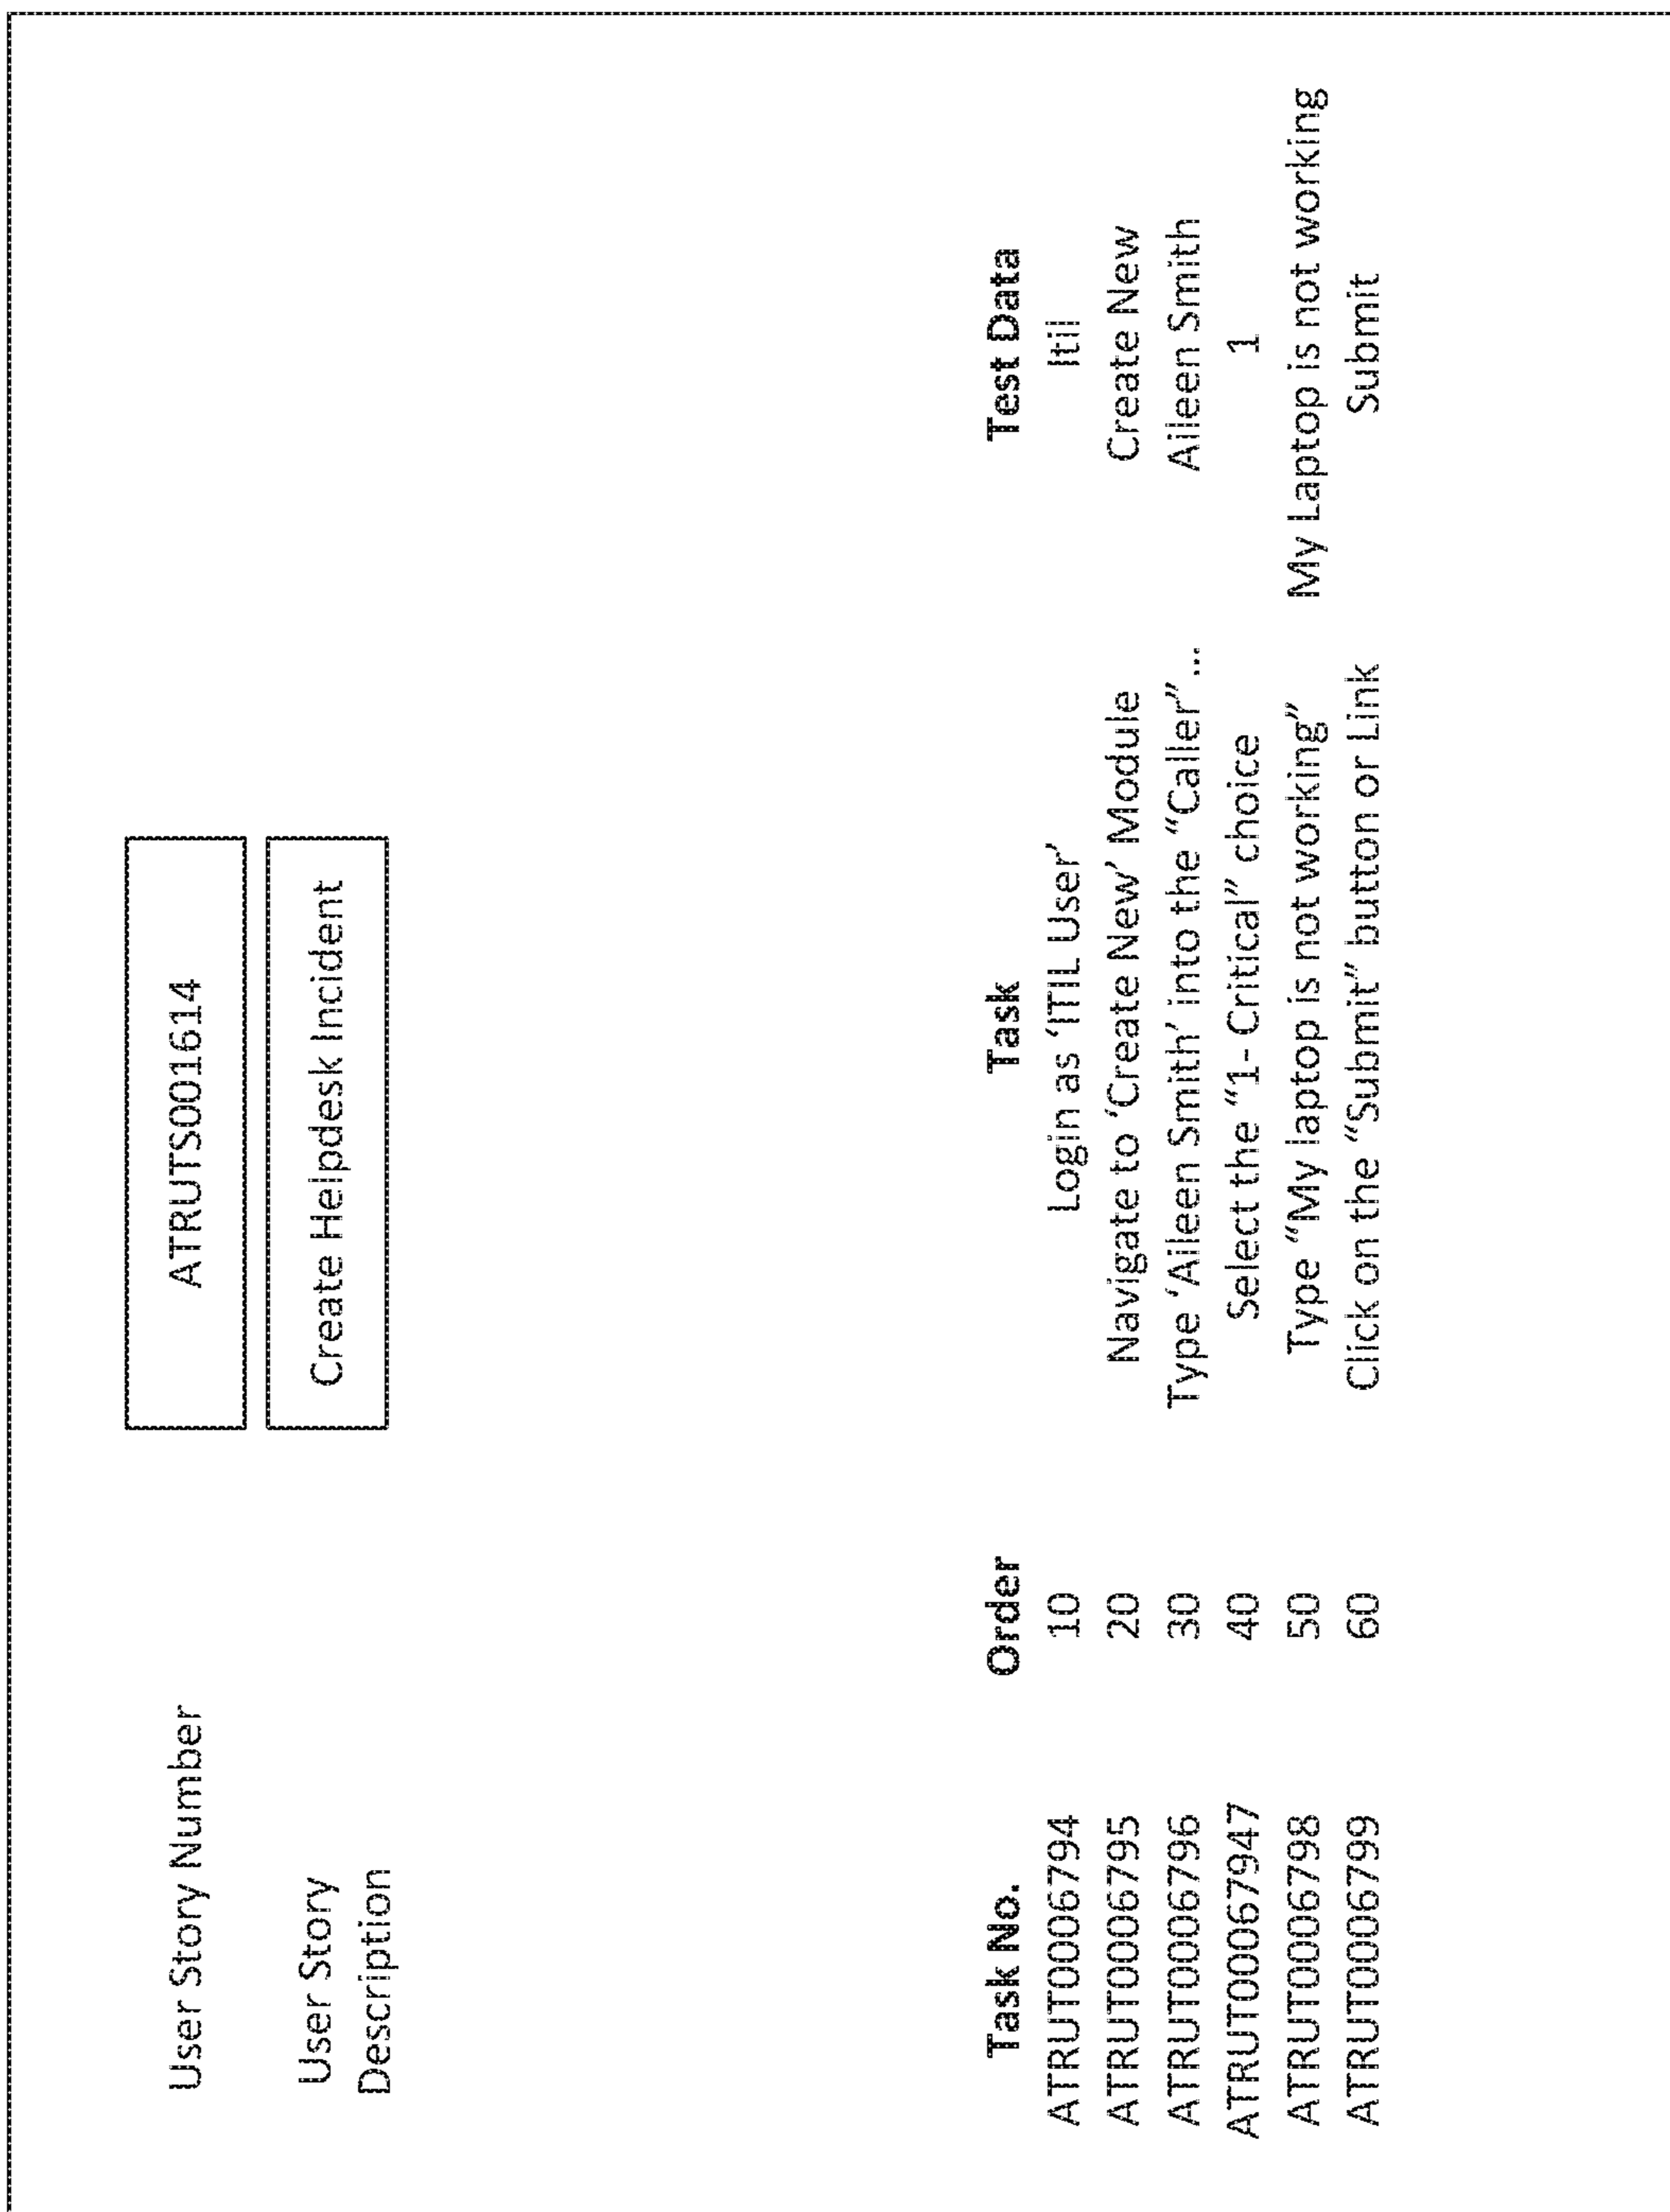 User Story Number ATRUTS001614
User Story
Description
Create Helpdesk Incident
Task No. Order Task Test Data
ATRUT0006794 10 Login as ‘ITIL User’ Itil
ATRUT0006795 20 Navigate to ‘Create New’ Module Create New
ATRUT0006796 30 Type ‘Aileen Smith’ into the “Caller”... Aileen Smith
ATRUT00067947 40 Select the “1- Critical” choice 1
ATRUT0006798 50 Type “My laptop is not working” My Laptop is not working
ATRUT0006799 60 Click on the “Submit” button or Link Submit